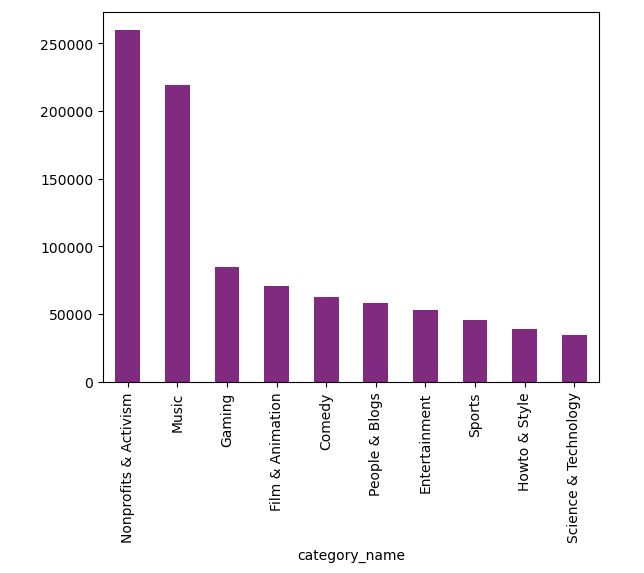 250000
200000
150000
100000
50000
0
Nonprofits & Activism
Music
Gaming
Film & Animation
Comedy
People & Blogs
Entertainment
Sports
Howto & Style
Science & Technology
category_name